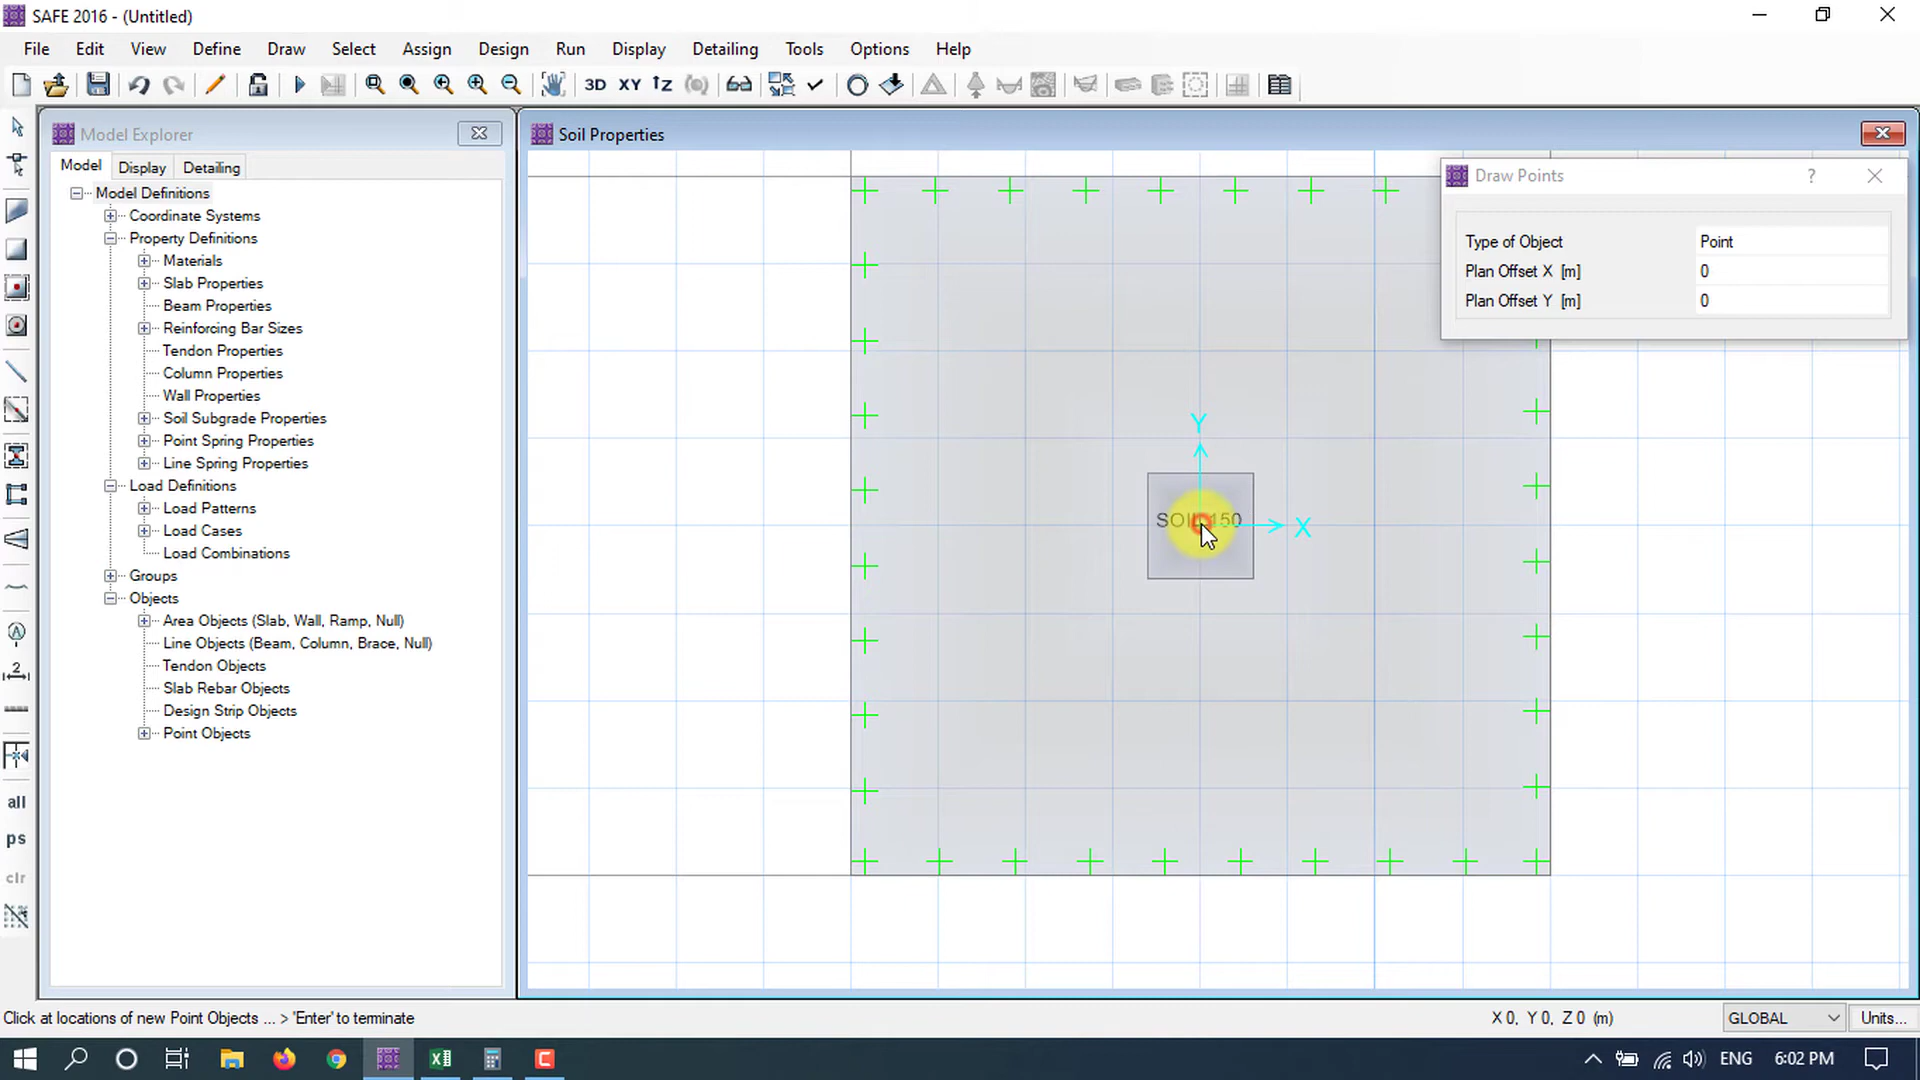 SAFE 2016 - (Untitled)
File Edit View Define Draw Select Assign Design Run Display Detailing Tools Options Help
3D XY
Model Explorer
Model Display Detailing
Model Definitions
Coordinate Systems
Property Definitions
Materials
Slab Properties
Beam Properties
Reinforcing Bar Sizes
Tendon Properties
Column Properties
Wall Properties
Soil Subgrade Properties
Point Spring Properties
Line Spring Properties
Load Definitions
Load Patterns
Load Cases
Load Combinations
Groups
Objects
Area Objects (Slab, Wall, Ramp, Null)
Line Objects (Beam, Column, Brace, Null)
Tendon Objects
Slab Rebar Objects
Design Strip Objects
Point Objects
all
ps
clr
Soil Properties
Draw Points ?
Type of Object Point
Plan Offset X [m] 0
Plan Offset Y [m] 0
Y
X
Click at locations of new Point Objects ... > 'Enter' to terminate
X 0, Y 0, Z 0 (m)
GLOBAL
Units...
ENG
6:02 PM